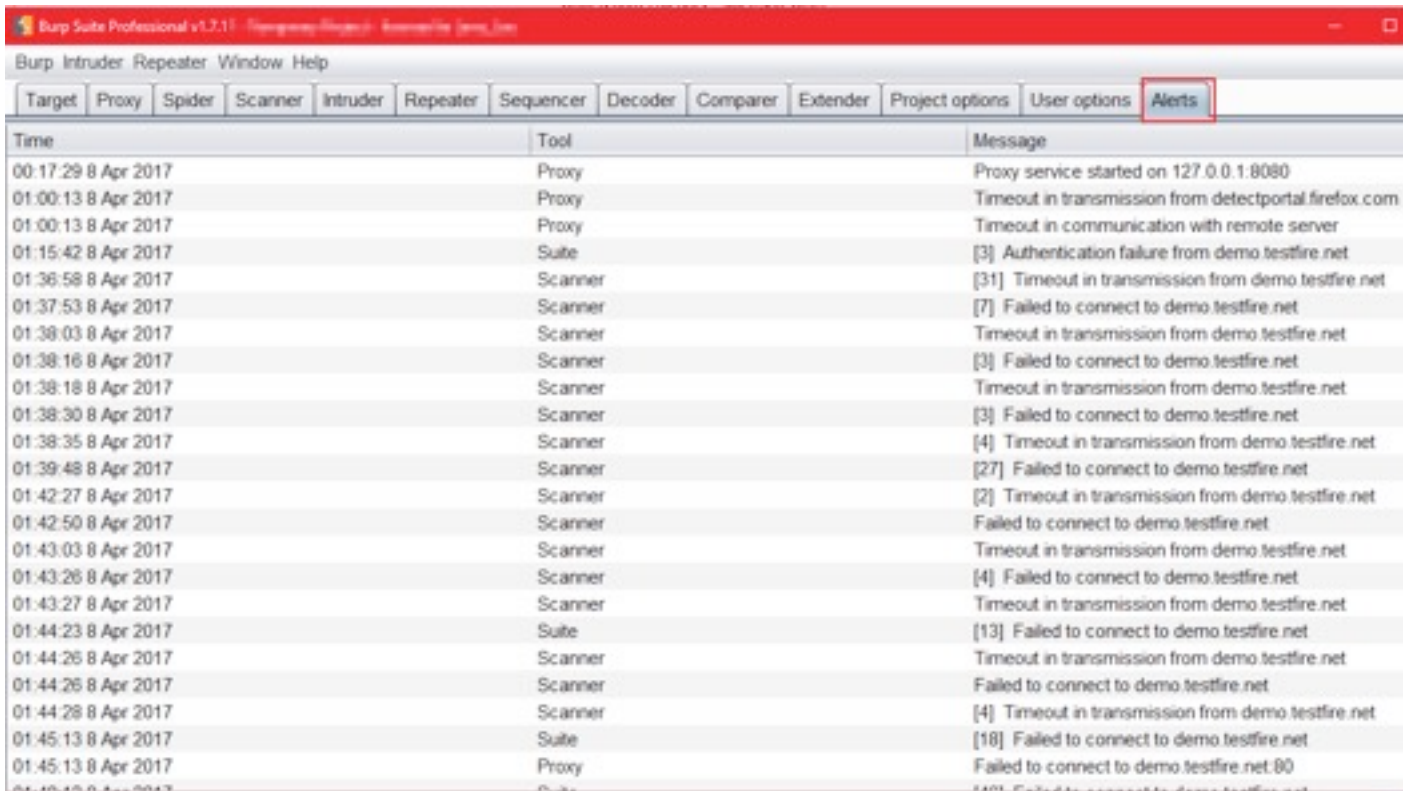 Burp Suite Professional v1.7.1
Burp Intruder Repeater Window Help
Target Proxy Spider Scanner Intruder Repeater Sequencer Decoder Comparer Extender Project options User options Alerts
Time Tool Message
00:17:29 8 Apr 2017 Proxy Proxy service started on 127.0.0.1:8080
01:00:13 8 Apr 2017 Proxy Timeout in transmission from detectportal.firefox.com
01:00:13 8 Apr 2017 Proxy Timeout in communication with remote server
01:15:42 8 Apr 2017 Suite [3] Authentication failure from demo.testfire.net
01:36:58 8 Apr 2017 Scanner [31] Timeout in transmission from demo.testfire.net
01:37:53 8 Apr 2017 Scanner [7] Failed to connect to demo.testfire.net
01:38:03 8 Apr 2017 Scanner Timeout in transmission from demo.testfire.net
01:38:16 8 Apr 2017 Scanner [3] Failed to connect to demo.testfire.net
01:38:18 8 Apr 2017 Scanner Timeout in transmission from demo.testfire.net
01:38:30 8 Apr 2017 Scanner [3] Failed to connect to demo.testfire.net
01:38:35 8 Apr 2017 Scanner [4] Timeout in transmission from demo.testfire.net
01:39:48 8 Apr 2017 Scanner [27] Failed to connect to demo.testfire.net
01:42:27 8 Apr 2017 Scanner [2] Timeout in transmission from demo.testfire.net
01:42:50 8 Apr 2017 Scanner Failed to connect to demo.testfire.net
01:43:03 8 Apr 2017 Scanner Timeout in transmission from demo.testfire.net
01:43:26 8 Apr 2017 Scanner [4] Failed to connect to demo.testfire.net
01:43:27 8 Apr 2017 Scanner Timeout in transmission from demo.testfire.net
01:44:23 8 Apr 2017 Suite [13] Failed to connect to demo.testfire.net
01:44:26 8 Apr 2017 Scanner Timeout in transmission from demo.testfire.net
01:44:26 8 Apr 2017 Scanner Failed to connect to demo.testfire.net
01:44:28 8 Apr 2017 Scanner [4] Timeout in transmission from demo.testfire.net
01:45:13 8 Apr 2017 Suite [18] Failed to connect to demo.testfire.net
01:45:13 8 Apr 2017 Proxy Failed to connect to demo.testfire.net:80